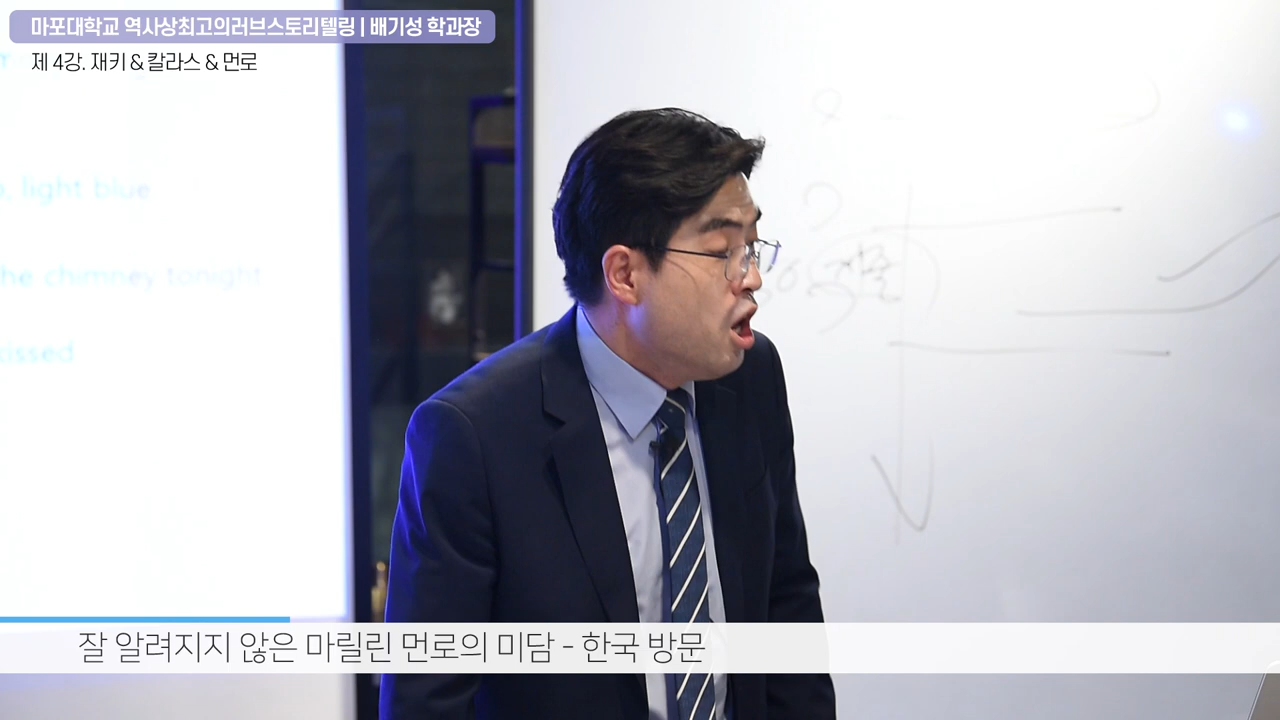 마포대학교 역사상최고의러브스토리텔링 | 배기성 학과장
제 4강. 재키 & 칼라스 & 먼로
light blue
he chimney tonight
kissed
잘 알려지지 않은 마릴린 먼로의 미담 - 한국 방문